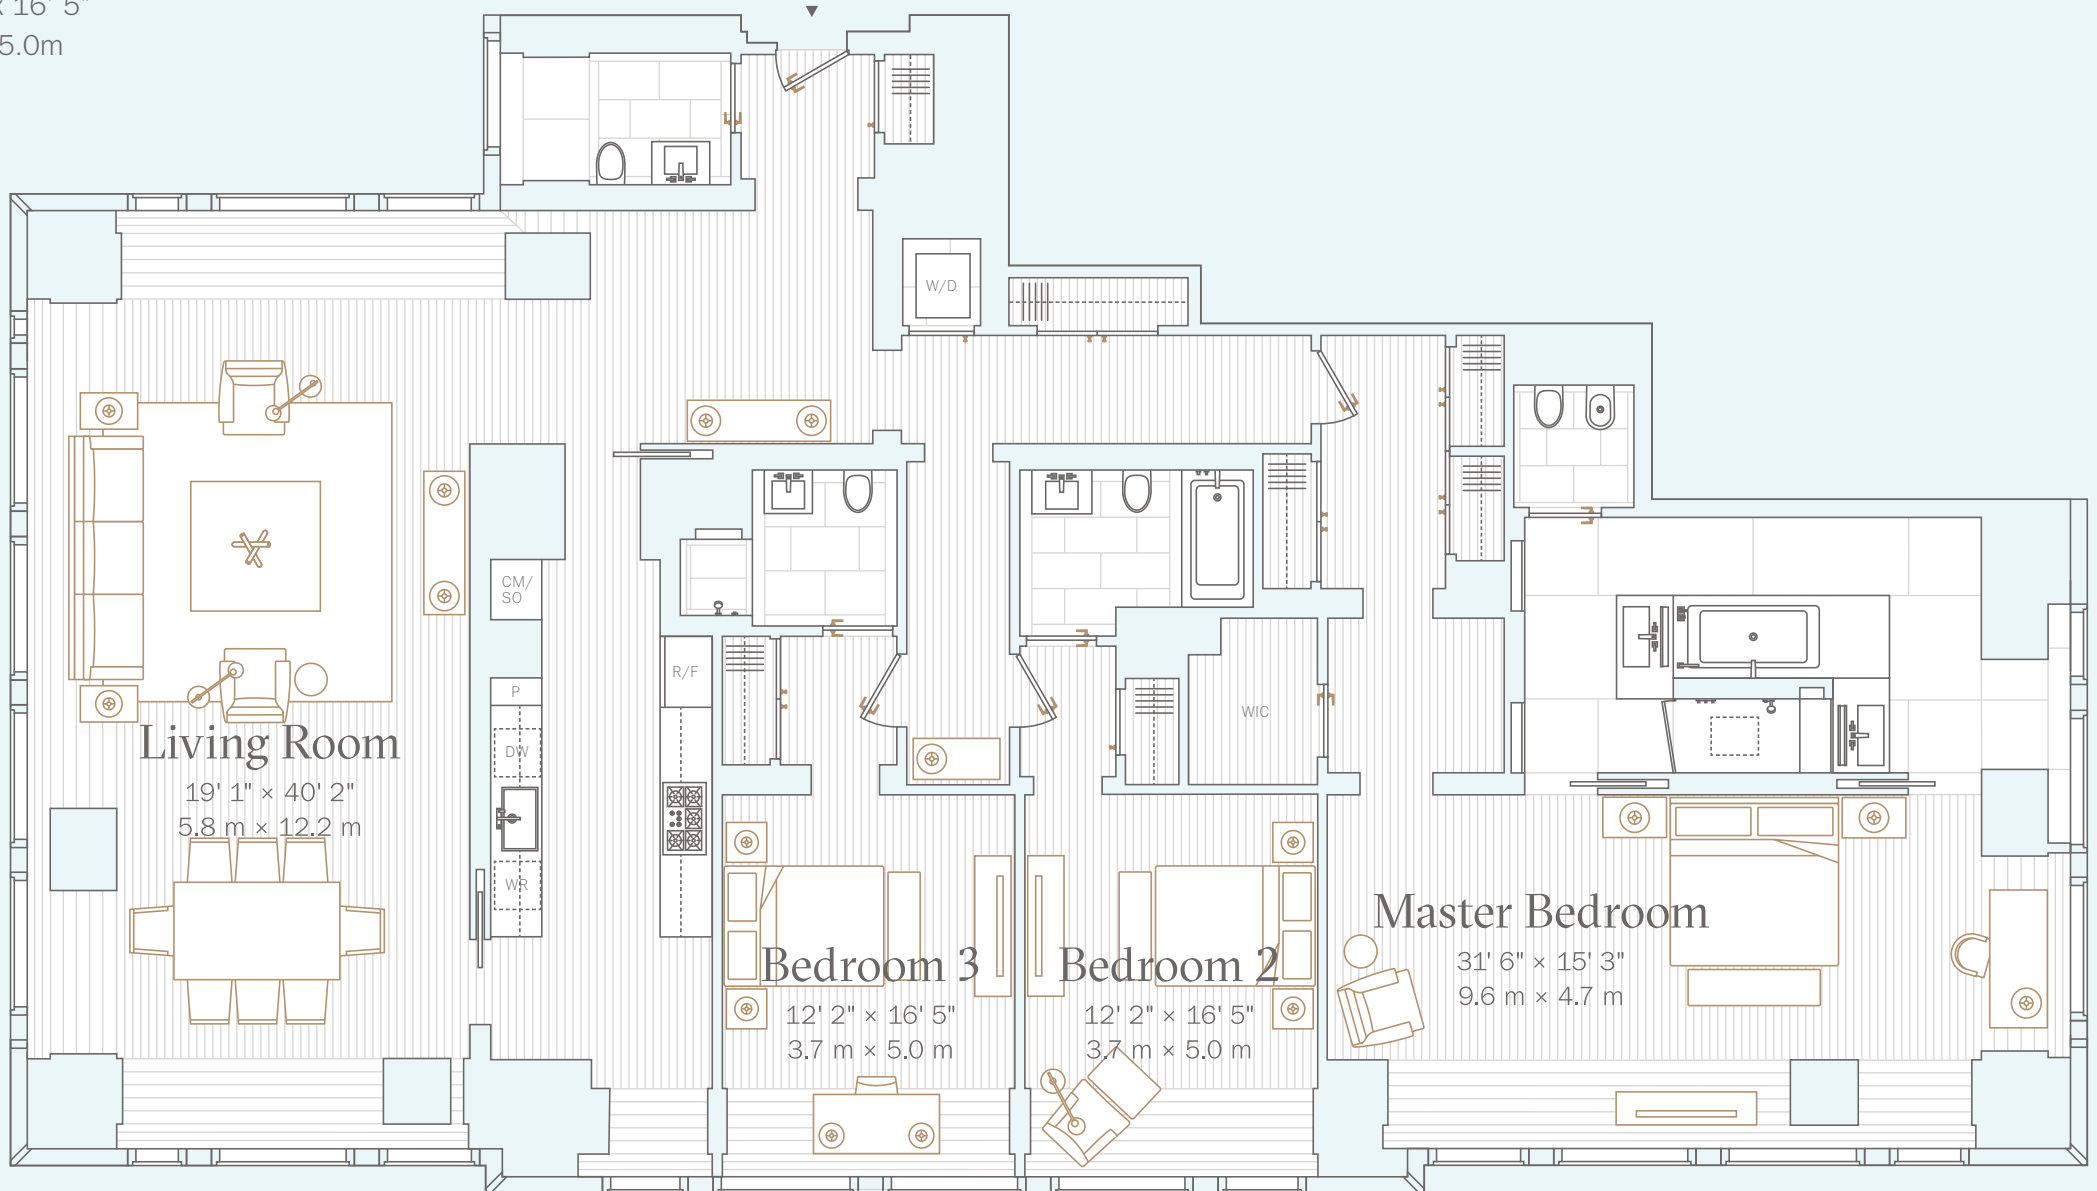 x 16' 5"
5.0m
W/D
CM/
SO
R/F
P
DW
WR
WIC
Living Room
19' 1" × 40' 2"
5.8 m × 12.2 m
Bedroom 3
12' 2" × 16' 5"
3.7 m × 5.0 m
Bedroom 2
12' 2" × 16' 5"
3.7 m × 5.0 m
Master Bedroom
31' 6" × 15' 3"
9.6 m × 4.7 m